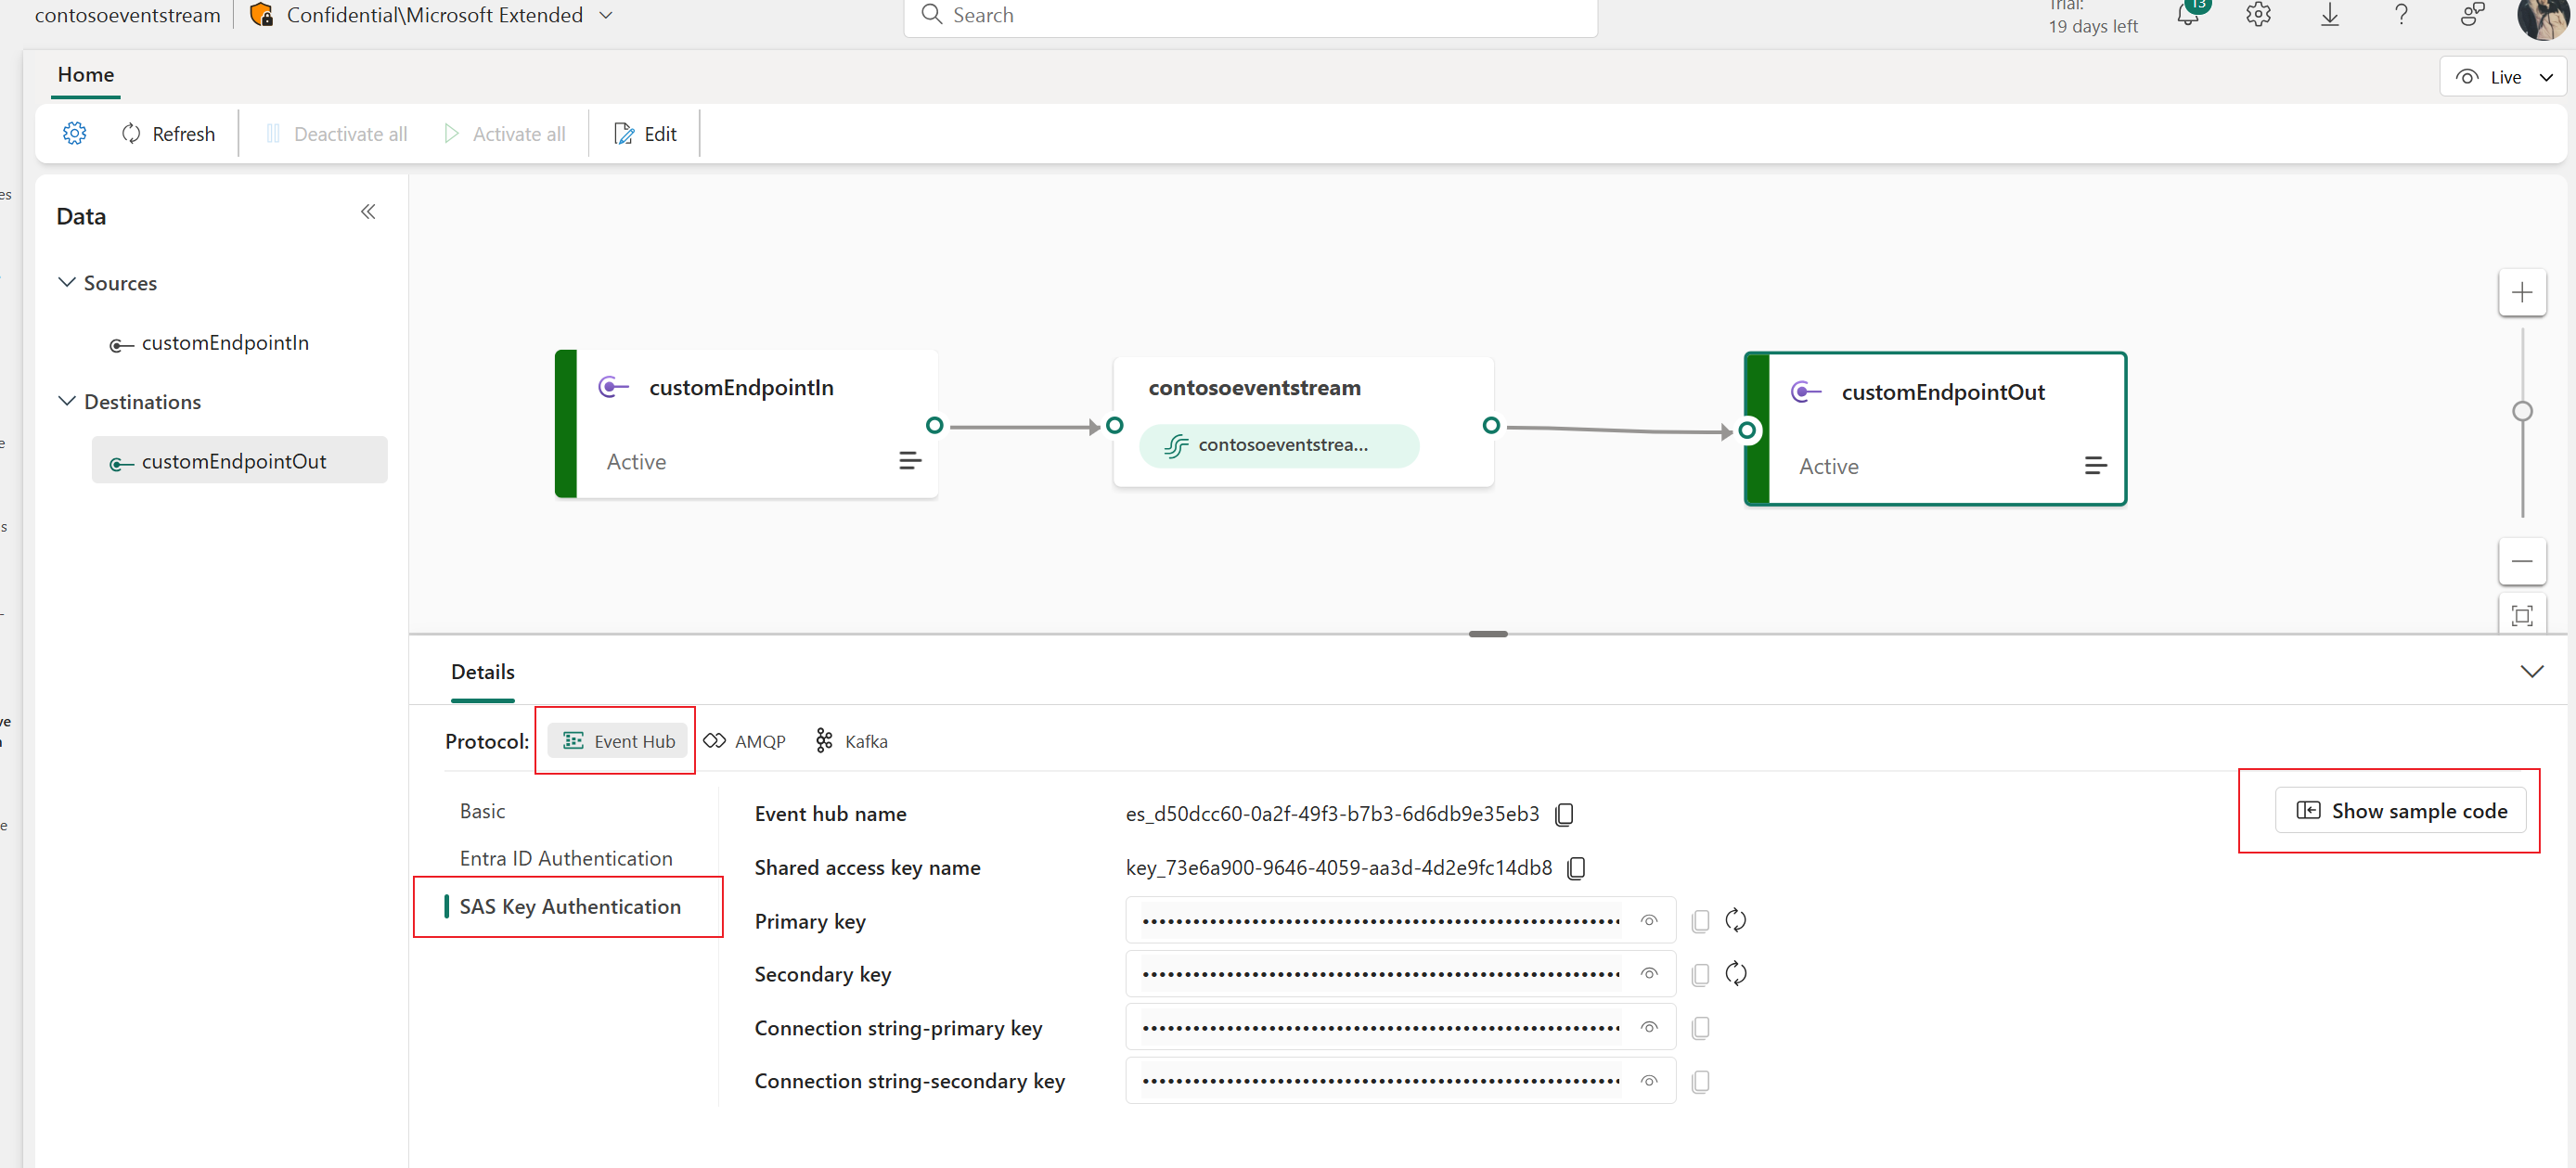 contosoeventstream
Confidential\Microsoft Extended
Search
Trial:
19 days left
13
Home
Live
Refresh
Deactivate all
Activate all
Edit
Data
Sources
customEndpointIn
Destinations
customEndpointOut
customEndpointIn
Active
contosoeventstream
contosoeventstrea...
customEndpointOut
Active
Details
Protocol:
Event Hub
AMQP
Kafka
Basic
Entra ID Authentication
SAS Key Authentication
Event hub name
es_d50dcc60-0a2f-49f3-b7b3-6d6db9e35eb3
Show sample code
Shared access key name
key_73e6a900-9646-4059-aa3d-4d2e9fc14db8
Primary key
Secondary key
Connection string-primary key
Connection string-secondary key